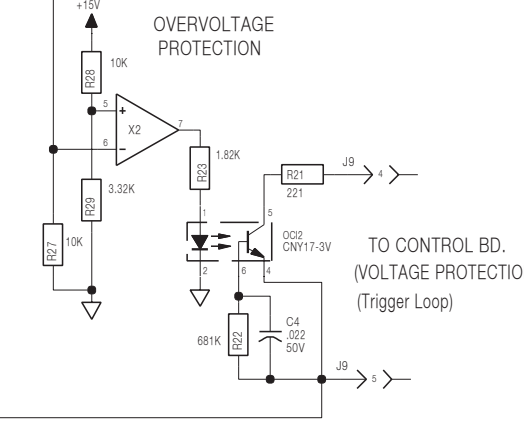 +15V
OVERVOLTAGE
PROTECTION
R28
10K
5
+
X2
7
6
-
R23
1.82K
R29
3.32K
R27
10K
1
2
5
OCI2
CNY17-3V
6
4
R21
221
J9
4
TO CONTROL BD.
(VOLTAGE PROTECTIO
(Trigger Loop)
R22
681K
C4
.022
50V
J9
5